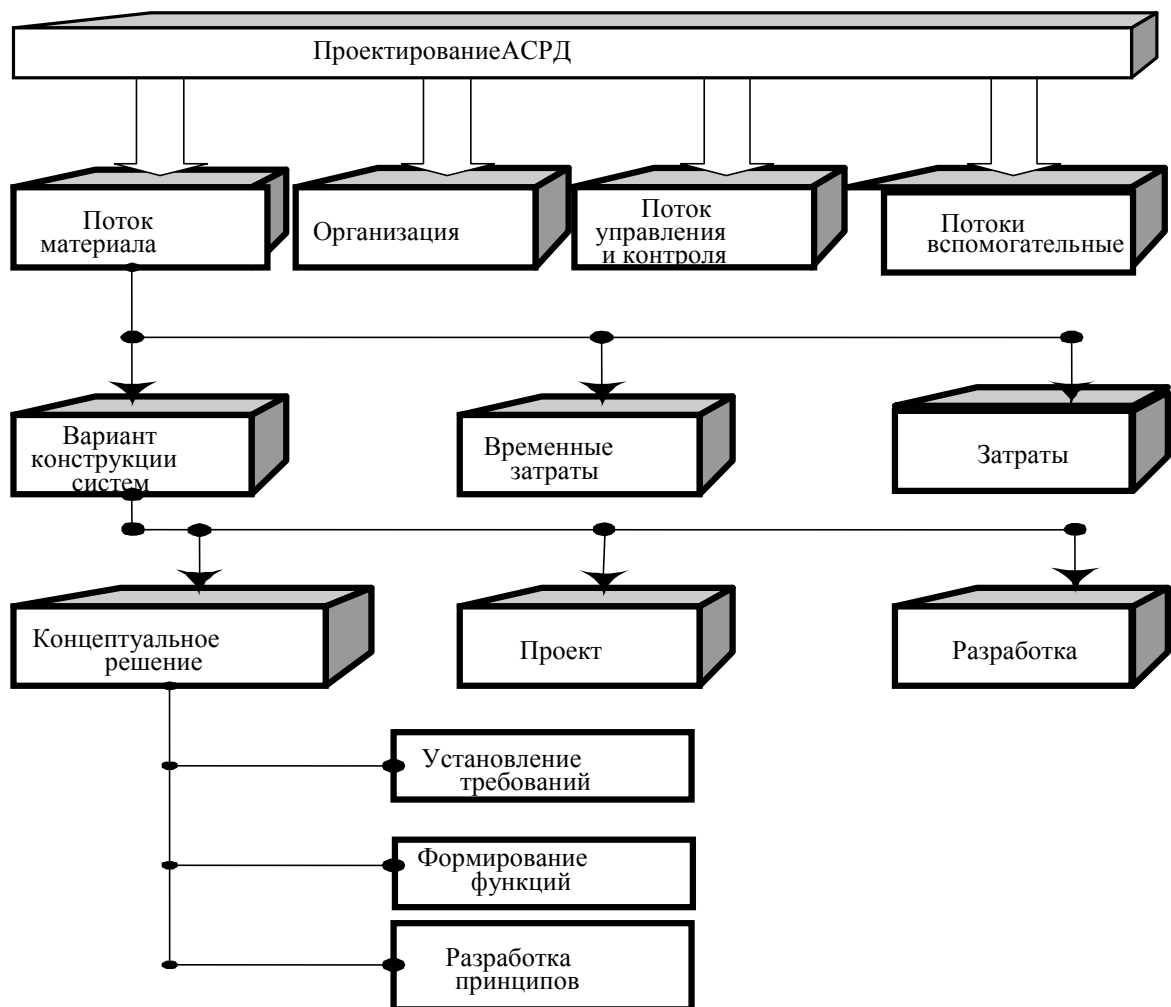 ПроектированиеАСРД
Поток
материала
Организация
Поток
управления
и контроля
Потоки
вспомогательные
Вариант
конструкции
систем
Временные
затраты
Затраты
Концептуальное
решение
Проект
Разработка
Установление
требований
Формирование
функций
Разработка
принципов